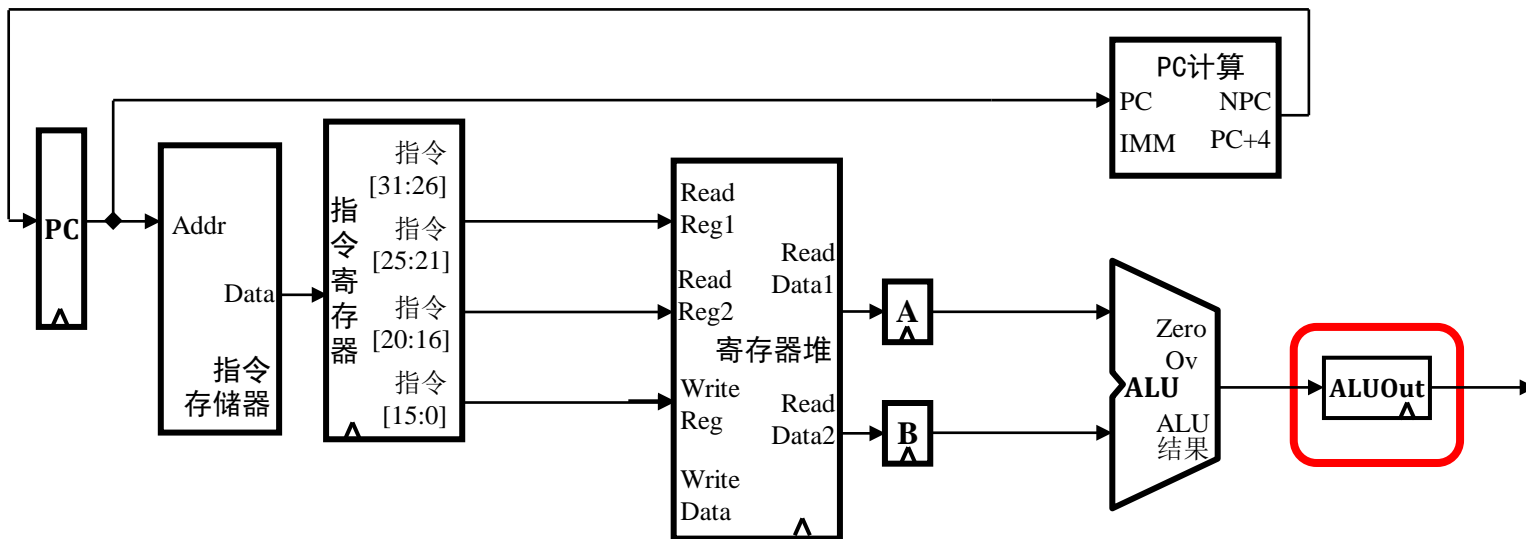 PC计算
PC
NPC
IMM
PC+4
PC
Addr
Data
指令
存储器
指令寄存器
指令
[31:26]
指令
[25:21]
指令
[20:16]
指令
[15:0]
Read
Reg1
Read
Reg2
Write
Reg
Write
Data
Read
Data1
寄存器堆
Read
Data2
A
B
Zero
Ov
ALU
ALU
结果
ALUOut